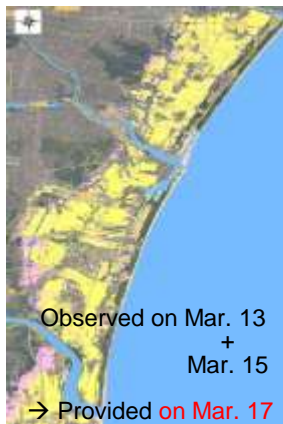 Observed on Mar. 13
+
Mar. 15
→ Provided on Mar. 17